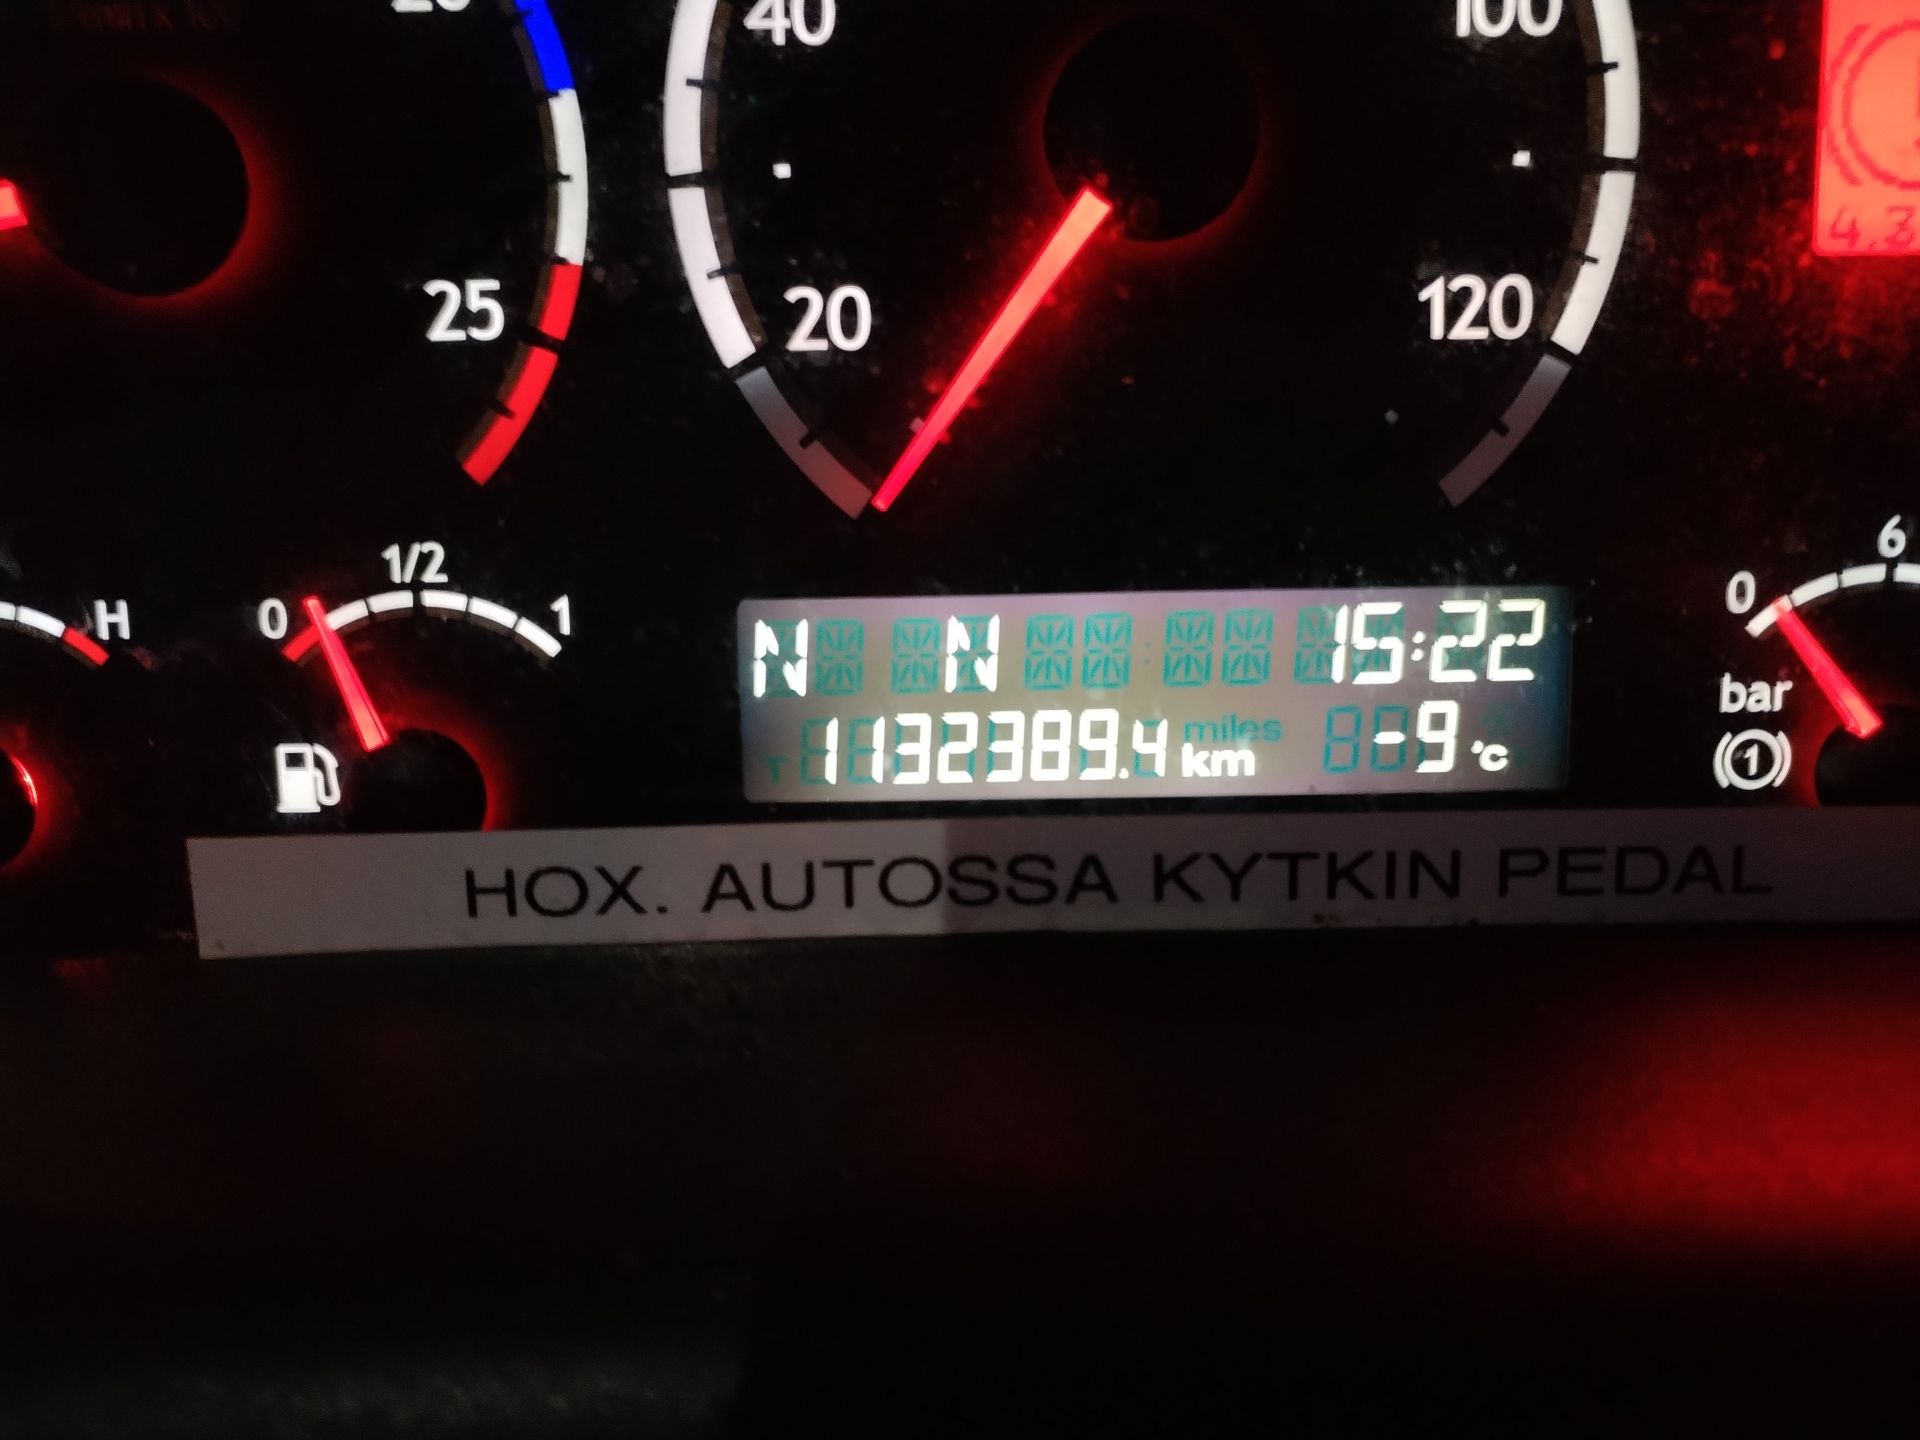 40
100
25
20
120
1/2
0
1
H
6
0
N N 15:22
1132389.4 km miles -9 °C
T
bar
1
HOX. AUTOSSA KYTKIN PEDAL